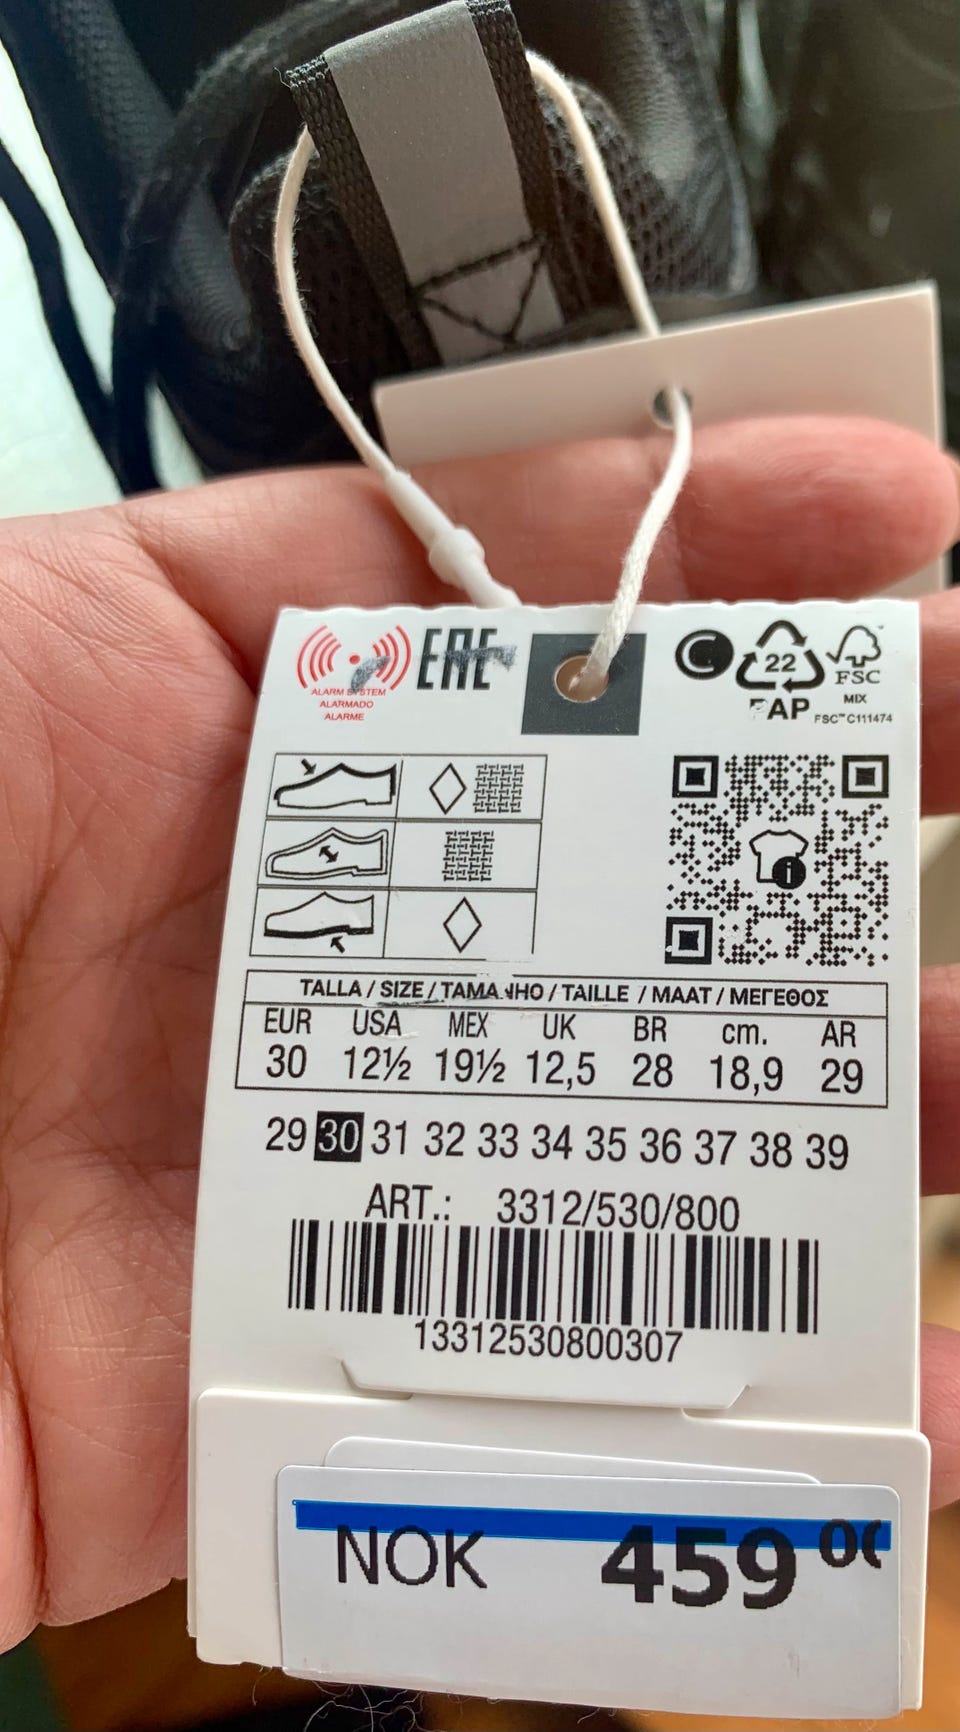 ALARM SYSTEM
ALARMADO
ALARME
EAC
C
22
PAP
FSC
MIX
FSC™ C111474
i
TALLA / SIZE / TAMANHO / TAILLE / MAAT / ΜΕΓΕΘΟΣ
EUR USA MEX UK BR cm. AR
30 12½ 19½ 12,5 28 18,9 29
29 30 31 32 33 34 35 36 37 38 39
ART.: 3312/530/800
13312530800307
NOK 459 00